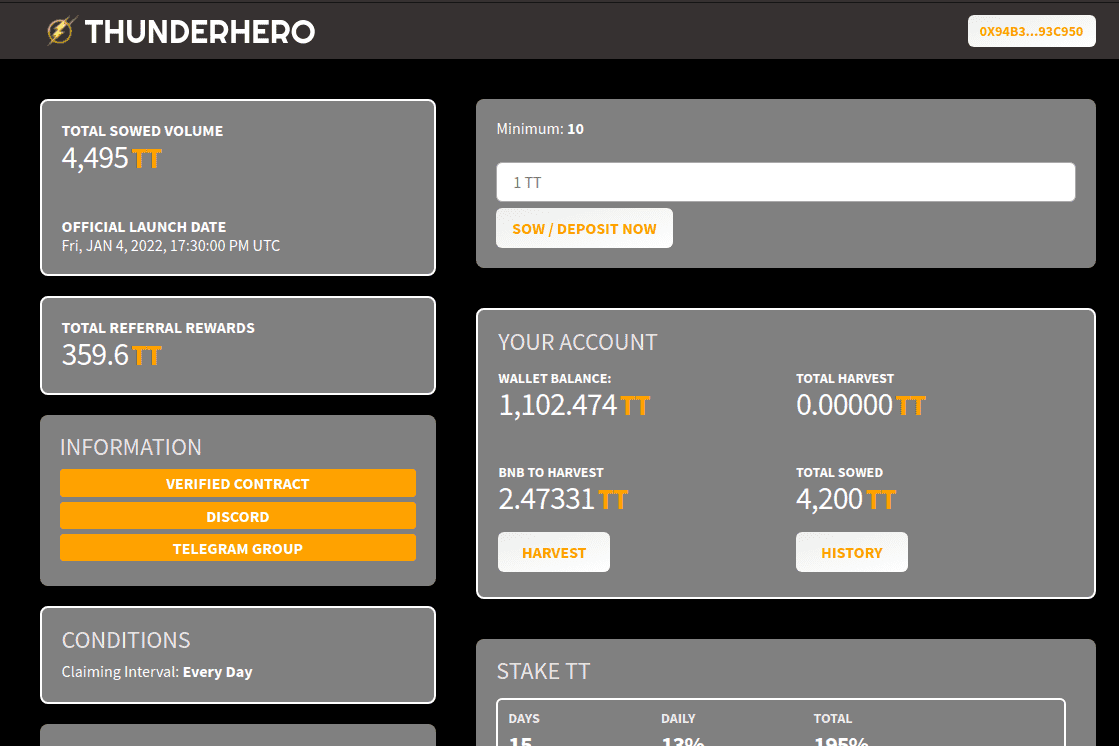 THUNDERHERO
0X94B3...93C950
TOTAL SOWED VOLUME
4,495 TT
OFFICIAL LAUNCH DATE
Fri, JAN 4, 2022, 17:30:00 PM UTC
TOTAL REFERRAL REWARDS
359.6 TT
INFORMATION
VERIFIED CONTRACT
DISCORD
TELEGRAM GROUP
CONDITIONS
Claiming Interval: Every Day
Minimum: 10
1 TT
SOW / DEPOSIT NOW
YOUR ACCOUNT
WALLET BALANCE:
1,102.474 TT
TOTAL HARVEST
0.00000 TT
BNB TO HARVEST
2.47331 TT
TOTAL SOWED
4,200 TT
HARVEST
HISTORY
STAKE TT
DAYS DAILY TOTAL
15 13% 195%